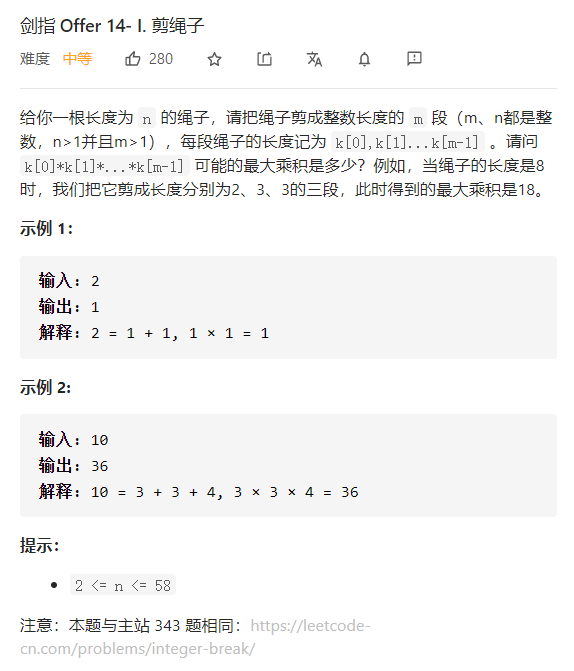 剑指 Offer 14- I. 剪绳子
难度 中等 280
给你一根长度为 n 的绳子，请把绳子剪成整数长度的 m 段（m、n都是整
数，n>1并且m>1），每段绳子的长度记为 k[0],k[1]...k[m-1] 。请问
k[0]*k[1]*...*k[m-1] 可能的最大乘积是多少？例如，当绳子的长度是8
时，我们把它剪成长度分别为2、3、3的三段，此时得到的最大乘积是18。
示例 1：
输入：2
输出：1
解释：2 = 1 + 1, 1 × 1 = 1
示例 2:
输入：10
输出：36
解释：10 = 3 + 3 + 4, 3 × 3 × 4 = 36
提示：
2 <= n <= 58
注意：本题与主站 343 题相同：https://leetcode-
cn.com/problems/integer-break/